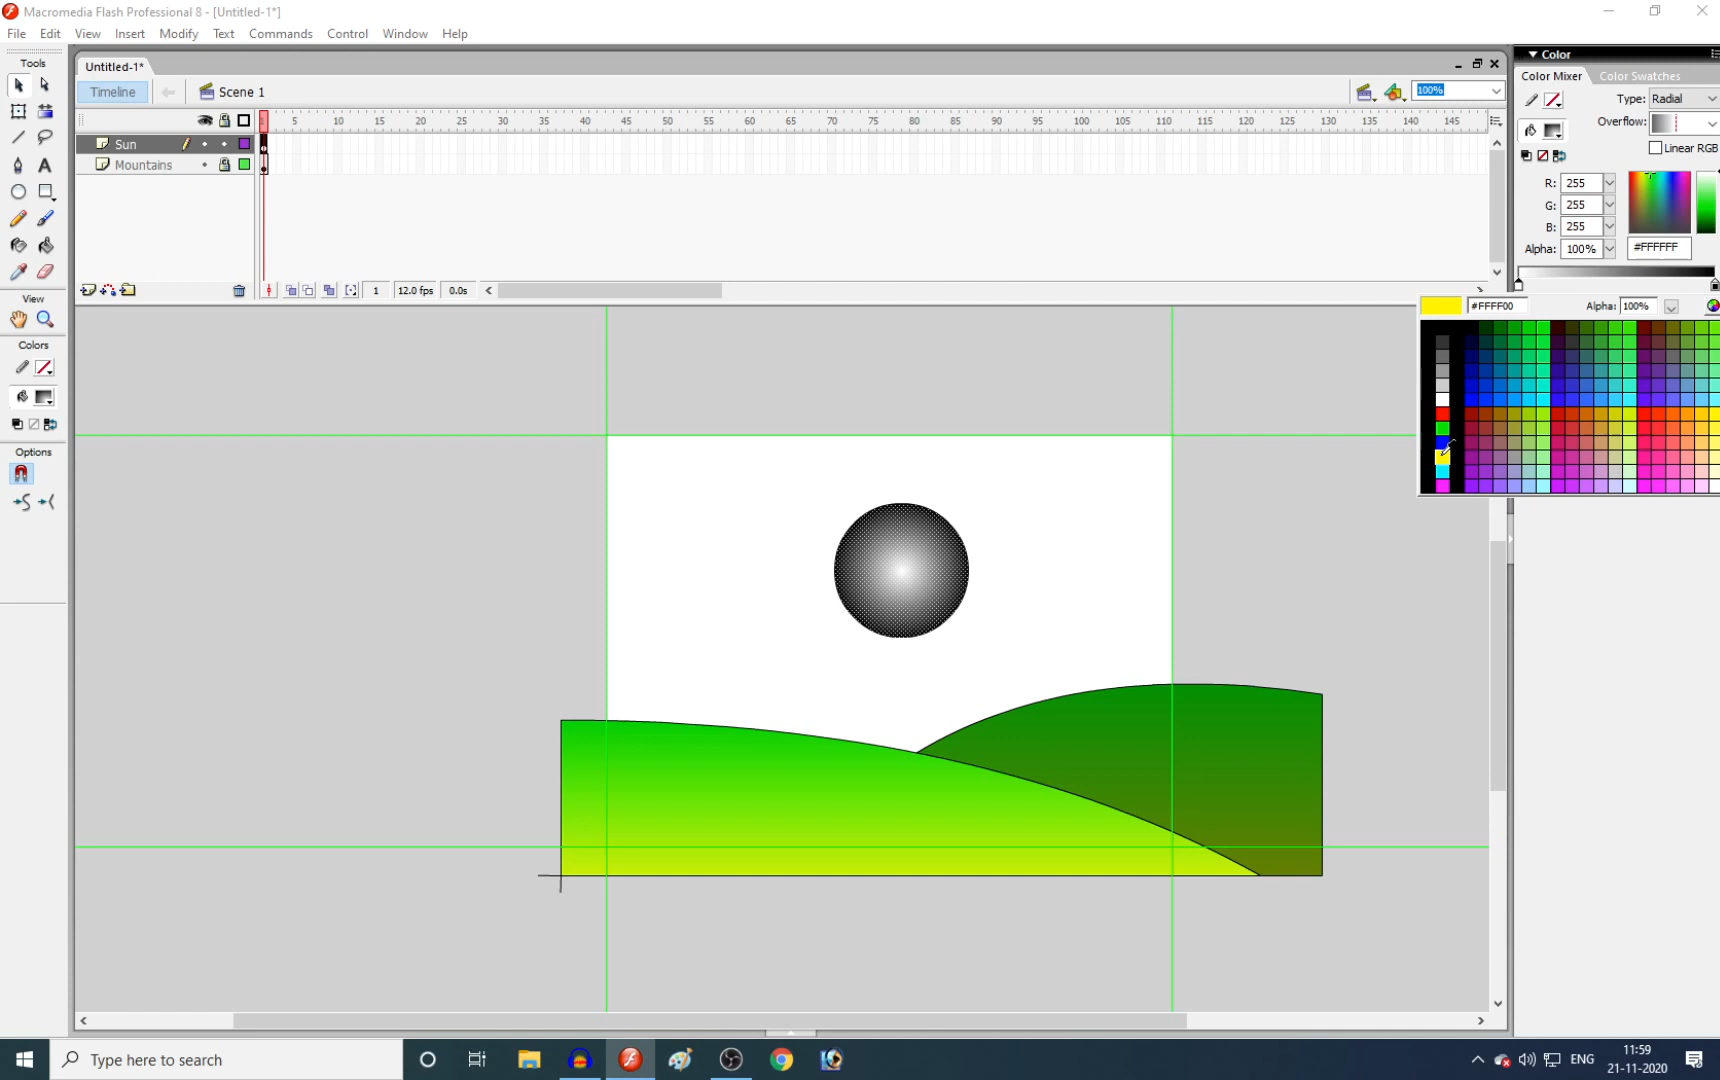 Macromedia Flash Professional 8 - [Untitled-1*]
File Edit View Insert Modify Text Commands Control Window Help
Tools
Untitled-1*
Color
Color Mixer Color Swatches
Timeline Scene 1 100%
Type: Radial
Overflow:
Linear RGB
1 5 10 15 20 25 30 35 40 45 50 55 60 65 70 75 80 85 90 95 100 105 110 115 120 125 130 135 140 145
Sun
Mountains
R: 255
G: 255
B: 255
Alpha: 100% #FFFFFF
1 12.0 fps 0.0s
View
#FFFF00 Alpha: 100%
Colors
Options
Type here to search
ENG
11:59
21-11-2020